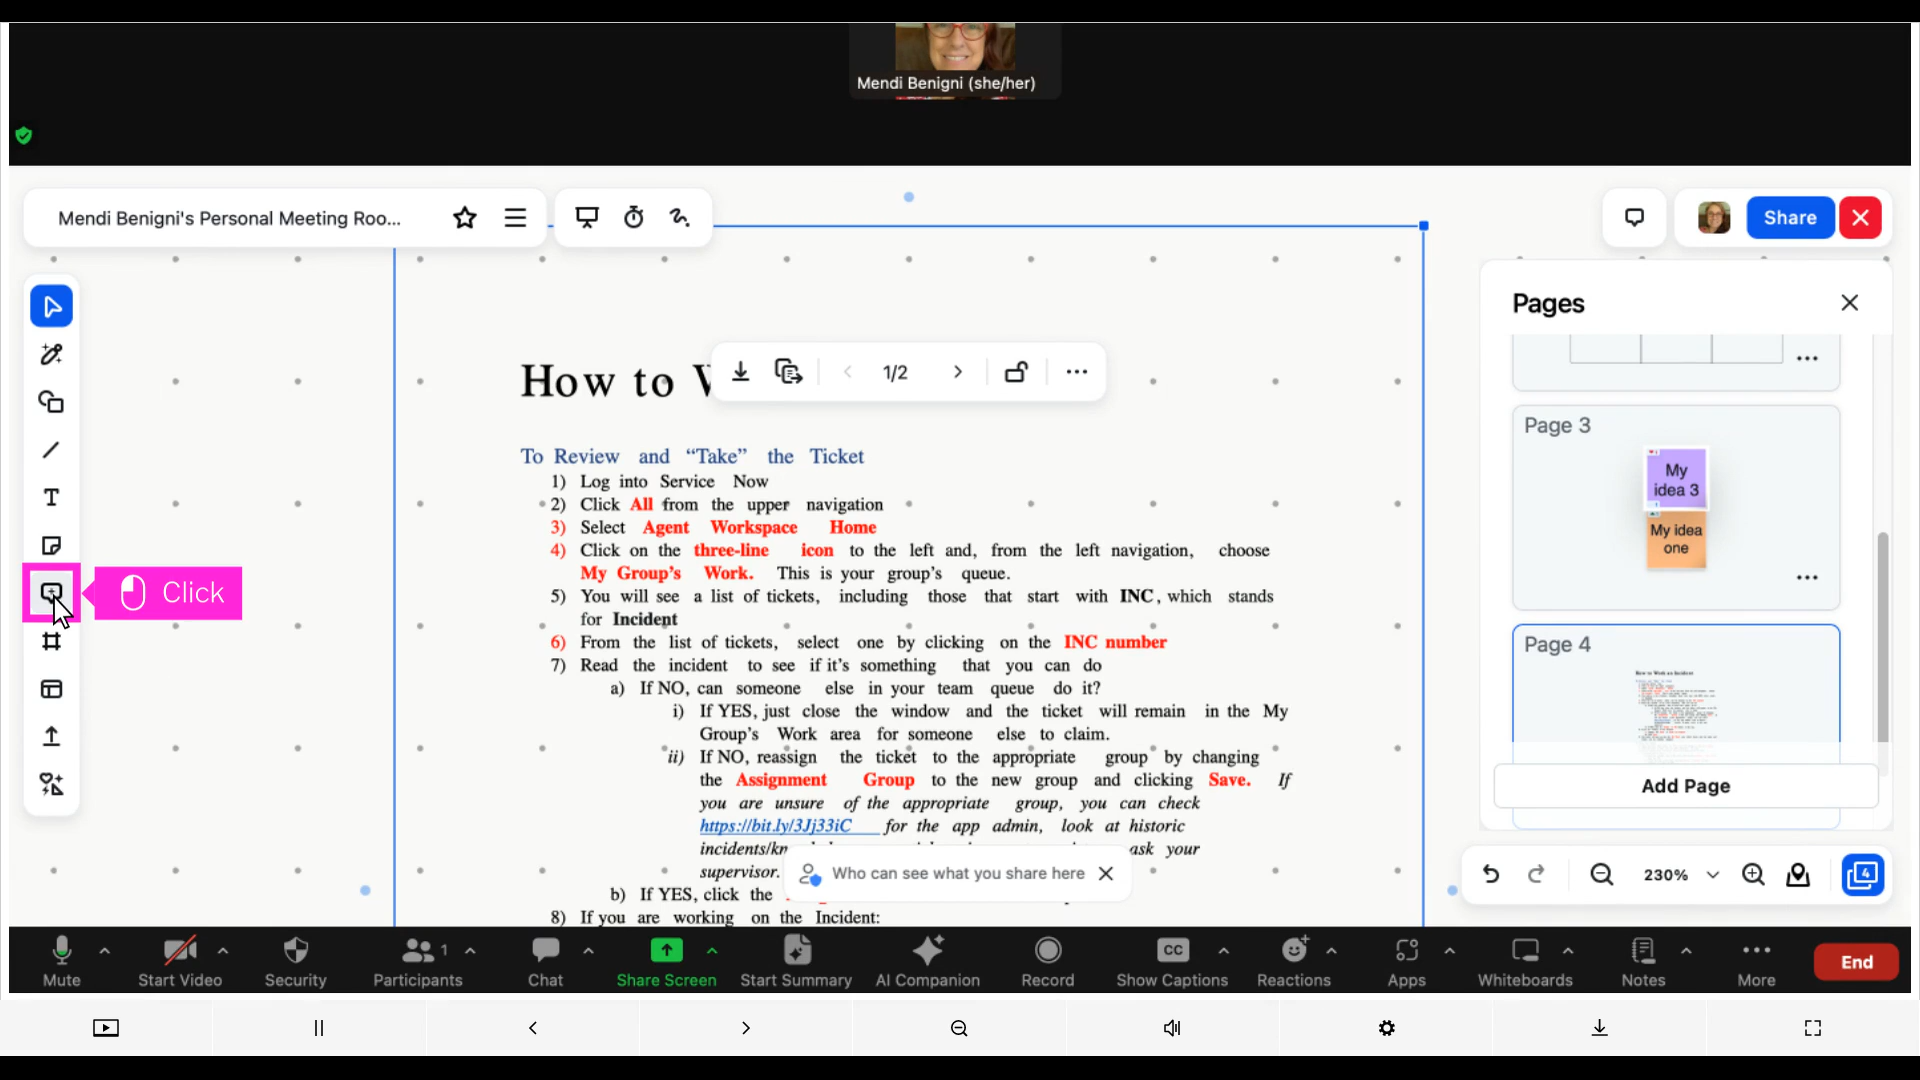 Mendi Benigni (she/her)
Mendi Benigni's Personal Meeting Roo...
Share
How to
1/2
To Review and “Take” the Ticket
1) Log into Service Now
2) Click All from the upper navigation
3) Select Agent Workspace Home
4) Click on the three-line icon to the left and, from the left navigation, choose
My Group's Work. This is your group's queue.
5) You will see a list of tickets, including those that start with INC, which stands
for Incident
6) From the list of tickets, select one by clicking on the INC number
7) Read the incident to see if it's something that you can do
a) If NO, can someone else in your team queue do it?
i) If YES, just close the window and the ticket will remain in the My
Group's Work area for someone else to claim.
ii) If NO, reassign the ticket to the appropriate group by changing
the Assignment Group to the new group and clicking Save. If
you are unsure of the appropriate group, you can check
https://bit.ly/3Jj33iC for the app admin, look at historic
ask your
supervisor.
b) If YES, click the
8) If you are working on the Incident:
Who can see what you share here
Click
Pages
Page 3
My
idea 3
My idea
one
Page 4
How to Work an Incident
Add Page
230%
4
Mute
Start Video
Security
1
Participants
Chat
Share Screen
Start Summary
AI Companion
Record
CC
Show Captions
Reactions
Apps
Whiteboards
Notes
More
End